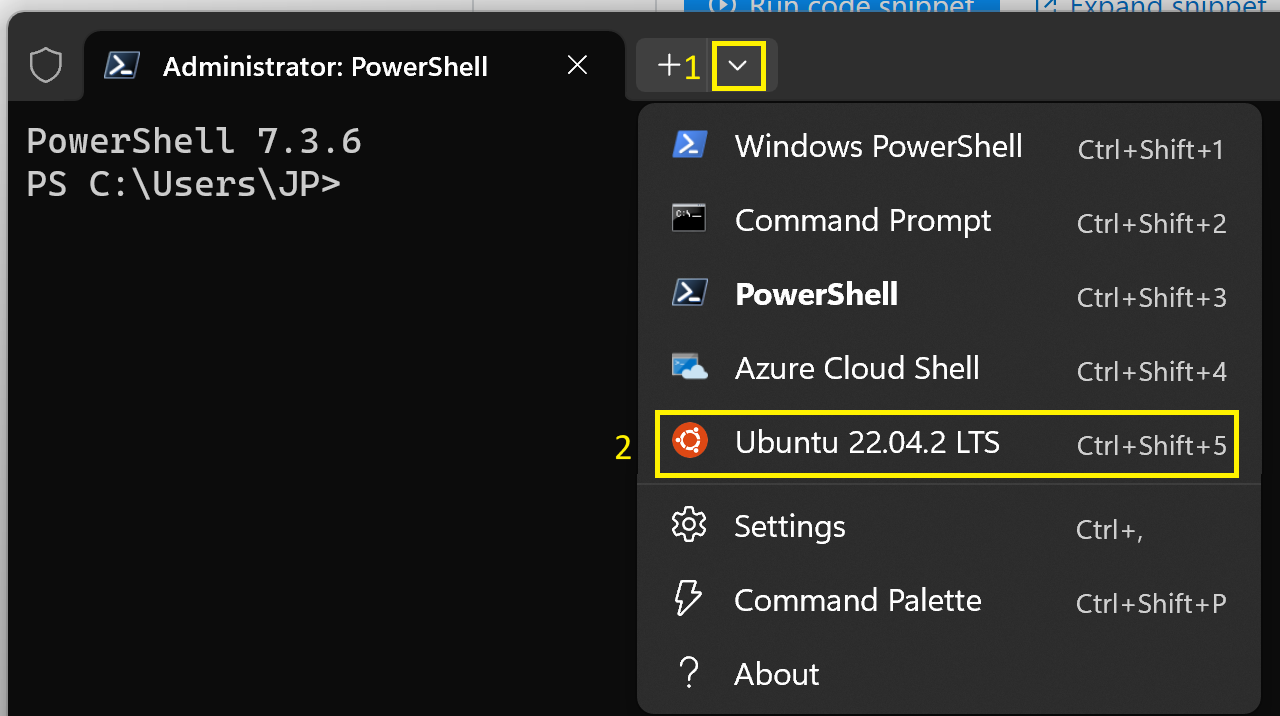 Run code snippet Expand snippet
Administrator: PowerShell
1
PowerShell 7.3.6
PS C:\Users\JP>
Windows PowerShell Ctrl+Shift+1
Command Prompt Ctrl+Shift+2
PowerShell Ctrl+Shift+3
Azure Cloud Shell Ctrl+Shift+4
2 Ubuntu 22.04.2 LTS Ctrl+Shift+5
Settings Ctrl+,
Command Palette Ctrl+Shift+P
About